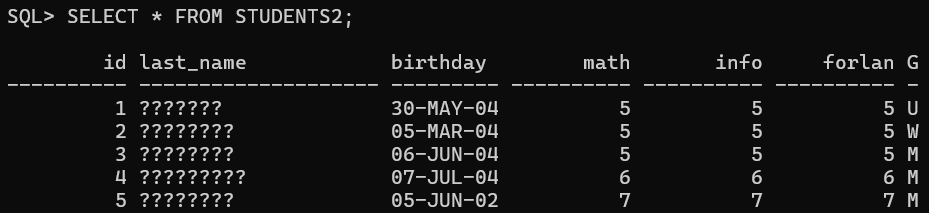 SQL> SELECT * FROM STUDENTS2;
id last_name birthday math info forlan G
---------- -------------------- --------- ---------- ---------- ---------- -
1 ??????? 30-MAY-04 5 5 5 U
2 ???????? 05-MAR-04 5 5 5 W
3 ???????? 06-JUN-04 5 5 5 M
4 ????????? 07-JUL-04 6 6 6 M
5 ???????? 05-JUN-02 7 7 7 M